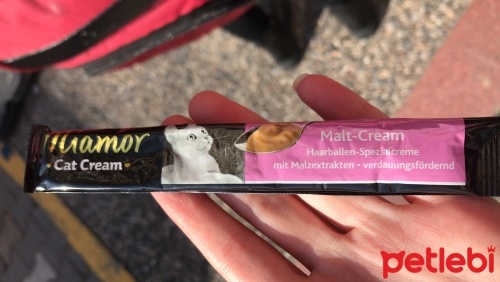 Miamor
Cat Cream
Malt-Cream
Haarballen-Spezialcreme
mit Malzextrakten • verdauungsfördernd
petlebi